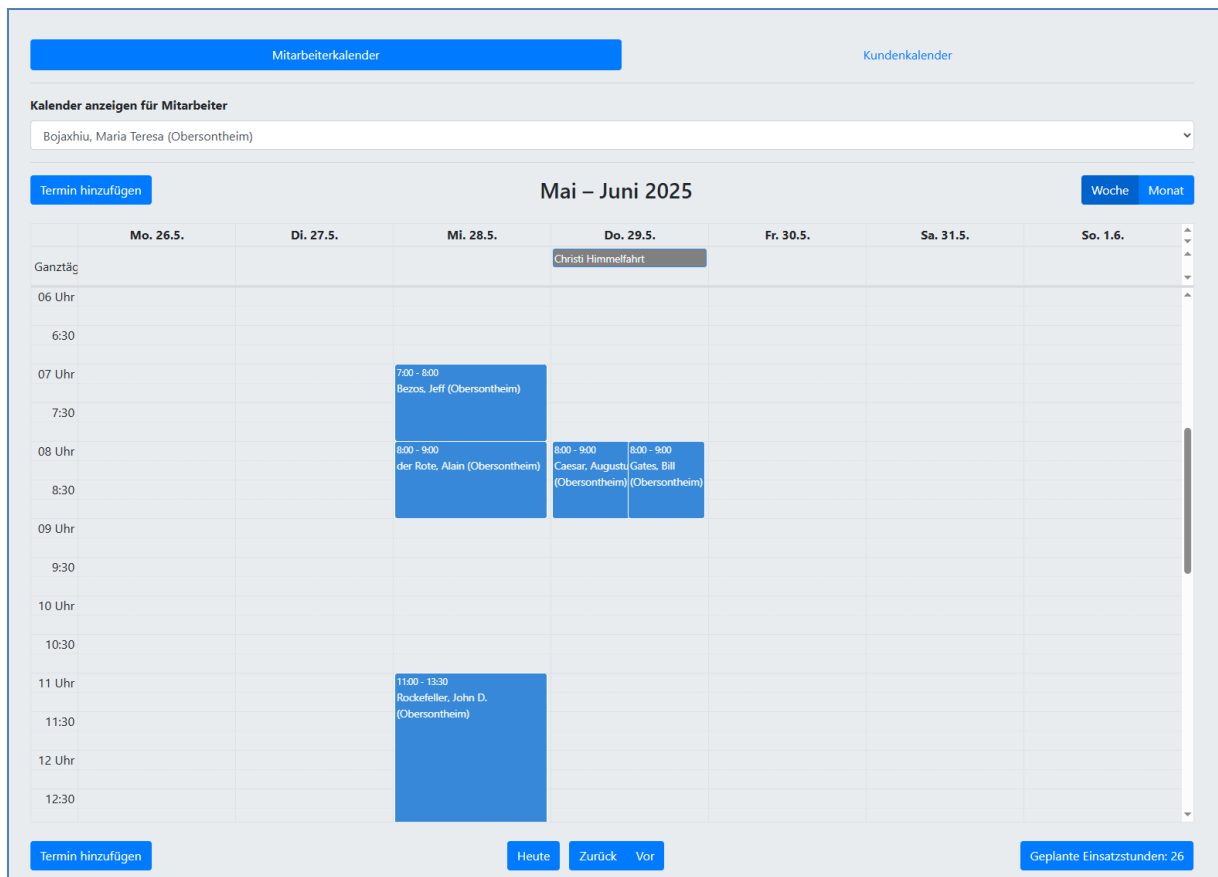 Mitarbeiterkalender Kundenkalender
Kalender anzeigen für Mitarbeiter
Bojaxhiu, Maria Teresa (Obersontheim)
Termin hinzufügen Mai – Juni 2025 Woche Monat
Mo. 26.5. Di. 27.5. Mi. 28.5. Do. 29.5. Fr. 30.5. Sa. 31.5. So. 1.6.
Ganztäg Christi Himmelfahrt
06 Uhr
6:30
07 Uhr
7:00 - 8:00
Bezos, Jeff (Obersontheim)
7:30
08 Uhr
8:00 - 9:00
der Rote, Alain (Obersontheim)
8:00 - 9:00
Caesar, Augustu
(Obersontheim)
8:00 - 9:00
Gates, Bill
(Obersontheim)
8:30
09 Uhr
9:30
10 Uhr
10:30
11 Uhr
11:00 - 13:30
Rockefeller, John D.
(Obersontheim)
11:30
12 Uhr
12:30
Termin hinzufügen Heute Zurück Vor Geplante Einsatzstunden: 26